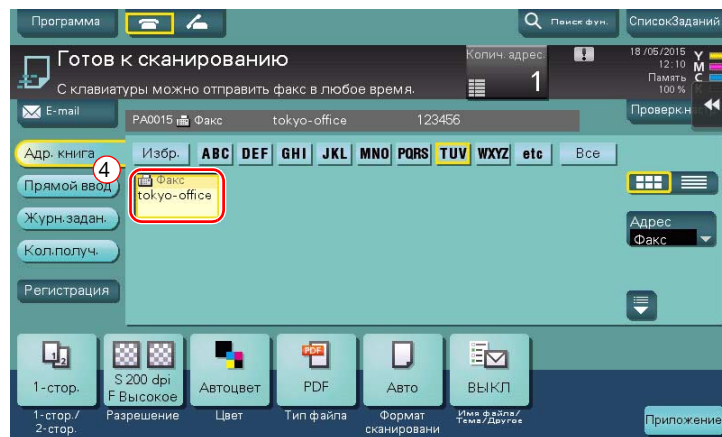 Программа
Поиск фун.
СписокЗаданий
Готов к сканированию
С клавиатуры можно отправить факс в любое время.
Колич. адрес.
1
18/05/2015
12:10
Память
100 %
Y
M
C
K
E-mail
PA0015 Факс tokyo-office 123456
Проверк.н
Адр. книга
Избр. ABC DEF GHI JKL MNO PQRS TUV WXYZ etc Все
4
Прямой ввод
Факс
tokyo-office
Журн.задан.
Кол.получ.
Регистрация
Адрес
Факс
1-стор.
S 200 dpi
F Высокое
Автоцвет
PDF
PDF
Авто
ВЫКЛ
1-стор./
2-стор.
Разрешение
Цвет
Тип файла
Формат
сканировани
Имя файла/
Тема/Другое
Приложение